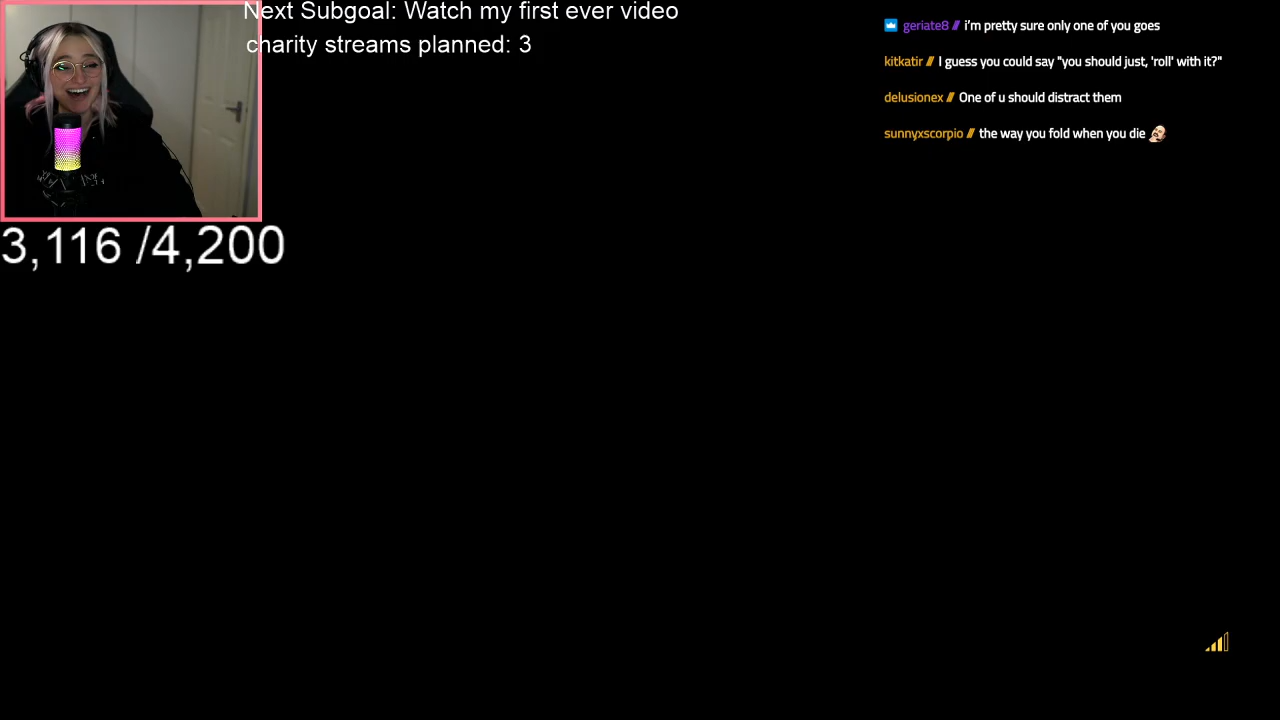 Next Subgoal: Watch my first ever video
charity streams planned: 3
3,116 /4,200
geriate8 // i'm pretty sure only one of you goes
kitkatir // I guess you could say "you should just, 'roll' with it?"
delusionex // One of u should distract them
sunnyxscorpio // the way you fold when you die